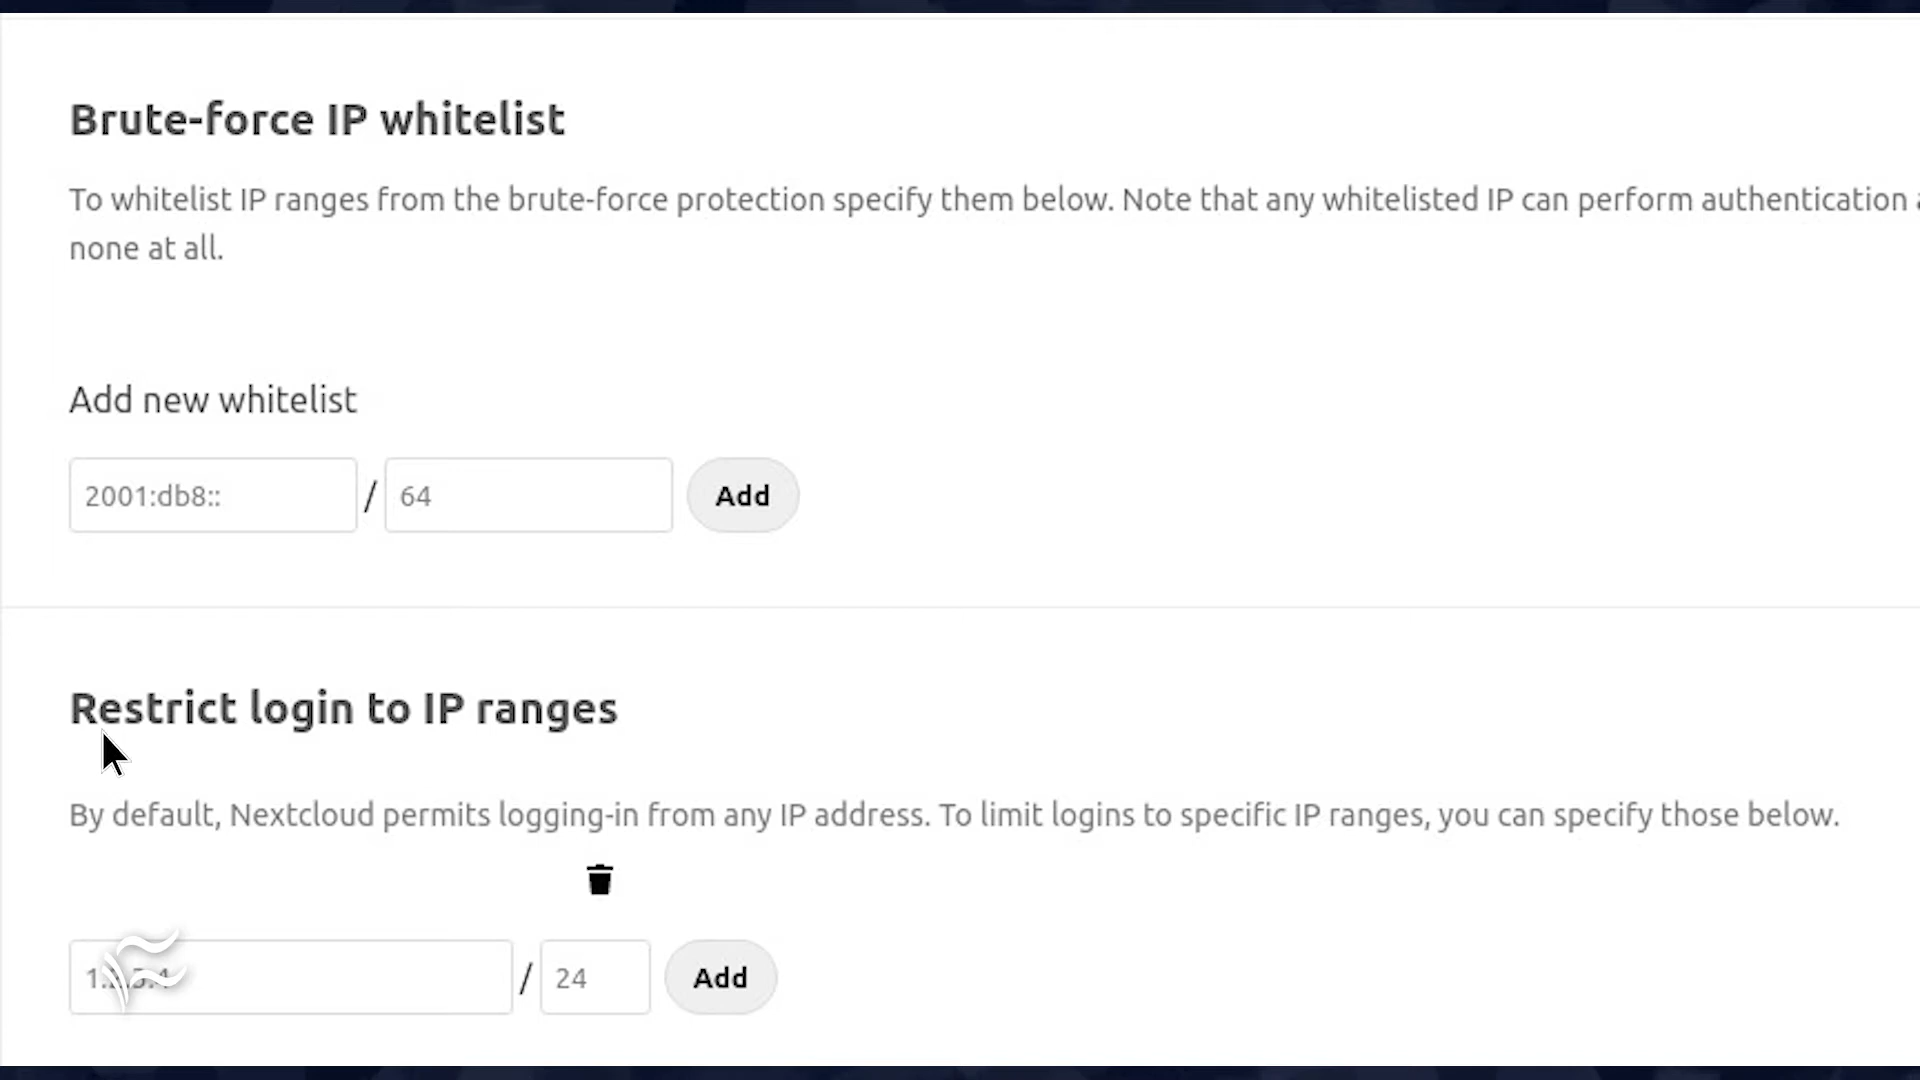 Brute-force IP whitelist
To whitelist IP ranges from the brute-force protection specify them below. Note that any whitelisted IP can perform authentication
none at all.
Add new whitelist
2001:db8:: / 64 Add
Restrict login to IP ranges
By default, Nextcloud permits logging-in from any IP address. To limit logins to specific IP ranges, you can specify those below.
/ 24 Add